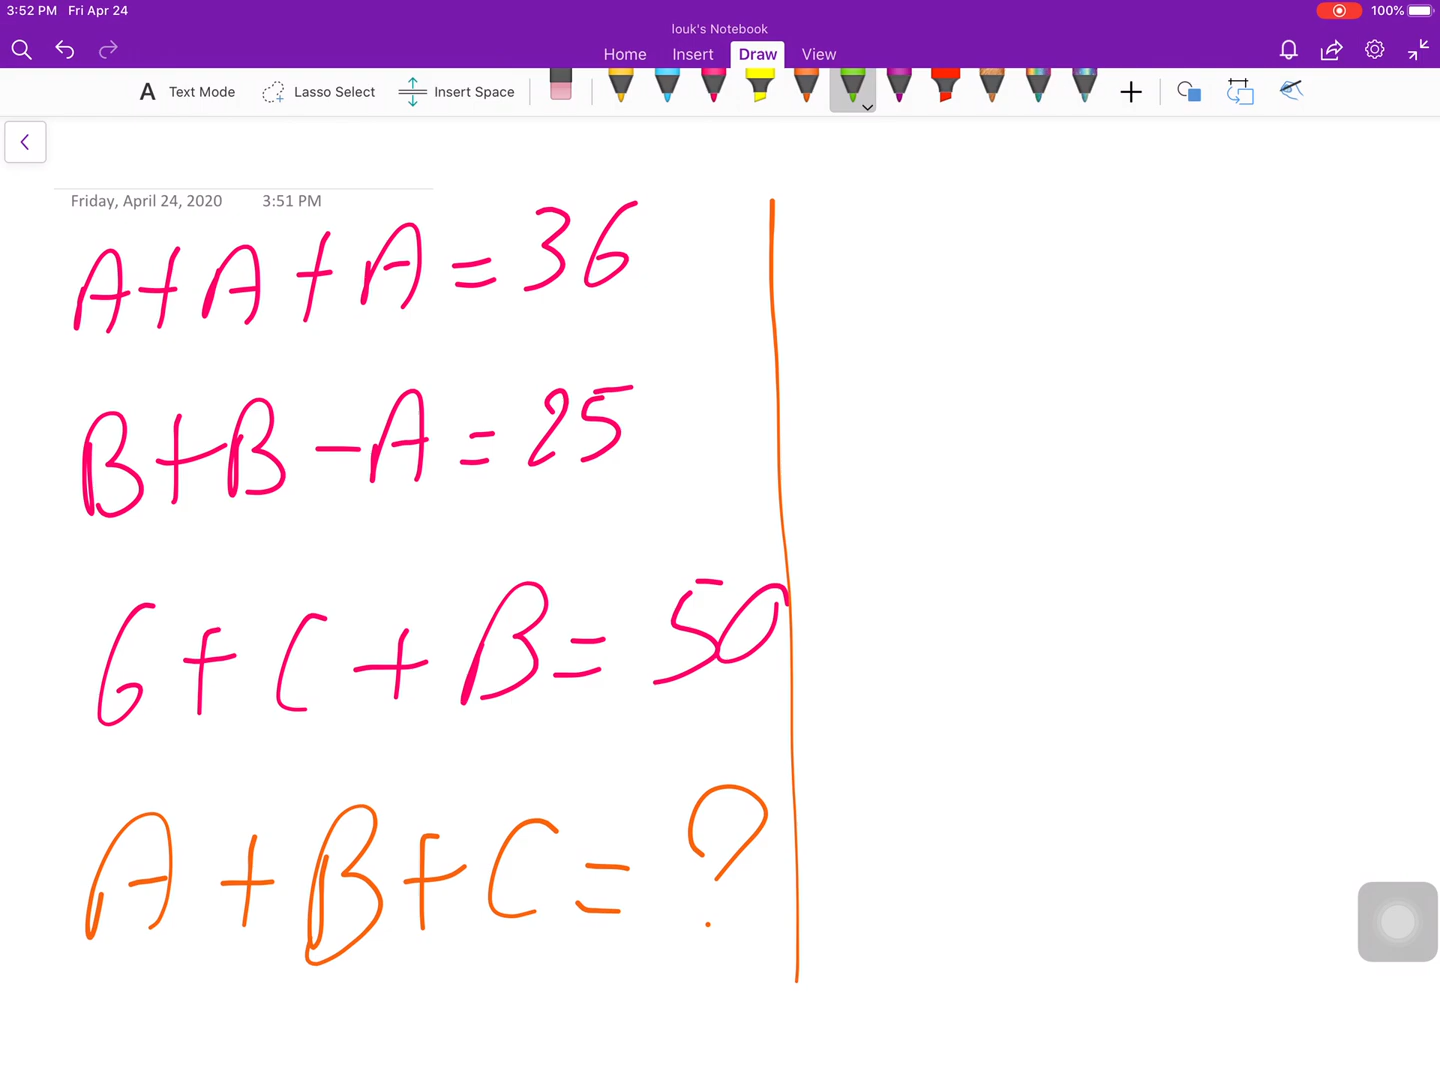 3:52 PM Fri Apr 24
100%
Iouk's Notebook
Home Insert Draw View
A Text Mode Lasso Select Insert Space
Friday, April 24, 2020 3:51 PM
A+A+A=36
B+B-A=25
6+C+B=50
A+B+C=?